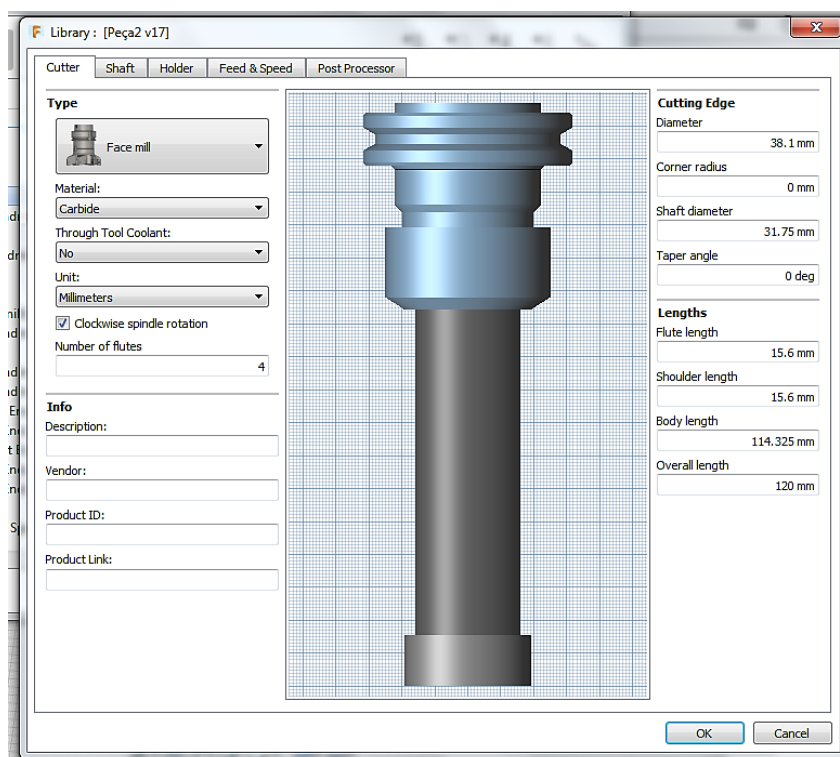 Library : [Peça2 v17]
Cutter
Shaft
Holder
Feed & Speed
Post Processor
Type
Face mill
Material:
Carbide
Through Tool Coolant:
No
Unit:
Millimeters
Clockwise spindle rotation
Number of flutes
4
Info
Description:
Vendor:
Product ID:
Product Link:
Cutting Edge
Diameter
38.1 mm
Corner radius
0 mm
Shaft diameter
31.75 mm
Taper angle
0 deg
Lengths
Flute length
15.6 mm
Shoulder length
15.6 mm
Body length
114.325 mm
Overall length
120 mm
OK
Cancel